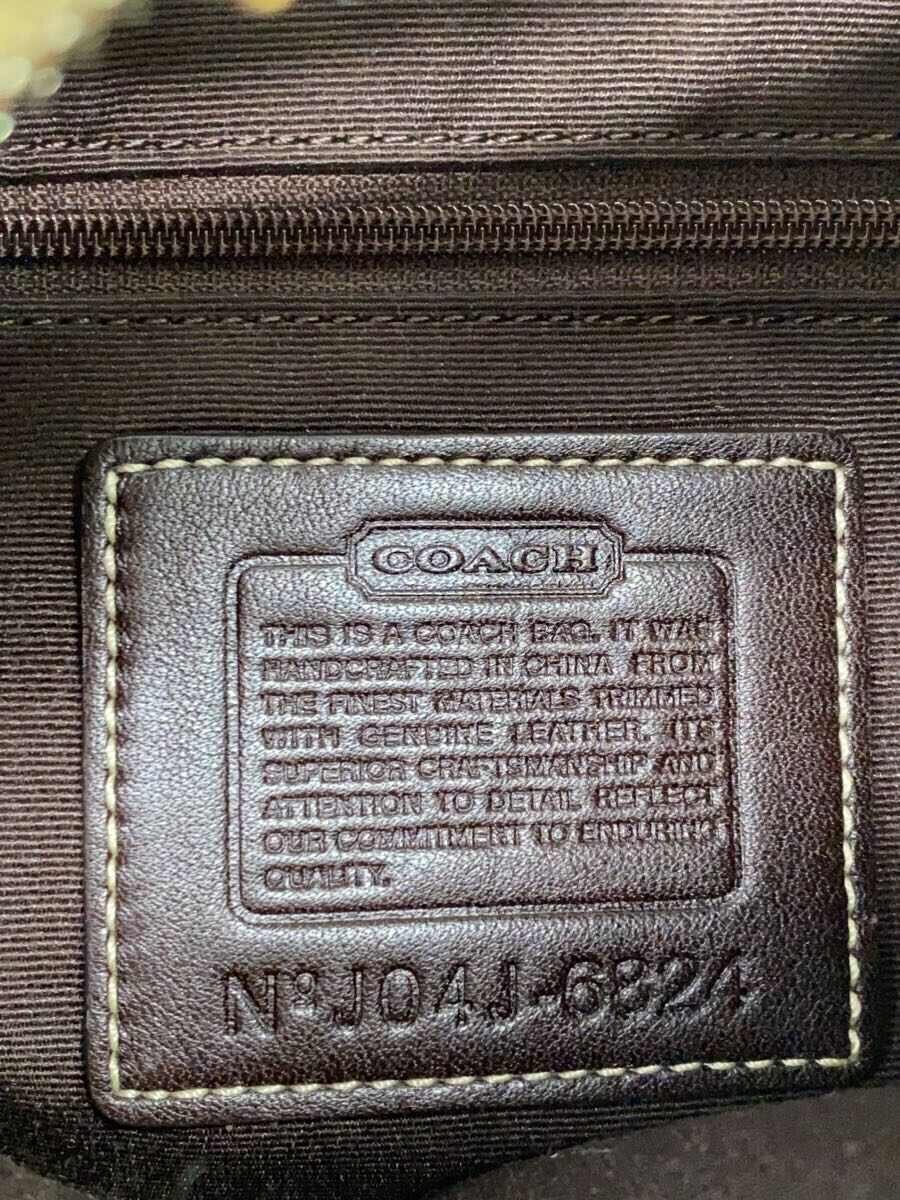 COACH
THIS IS A COACH BAG. IT WAS
HANDCRAFTED IN CHINA FROM
THE FINEST MATERIALS TRIMMED
WITH GENUINE LEATHER. ITS
SUPERIOR CRAFTSMANSHIP AND
ATTENTION TO DETAIL REFLECT
OUR COMMITMENT TO ENDURING
QUALITY.
Nº J04J-6824